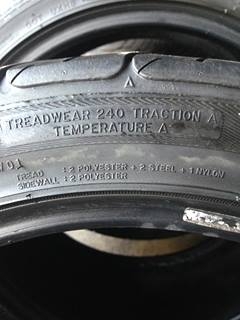 TREADWEAR 240 TRACTION A
TEMPERATURE A
TREAD : 2 POLYESTER + 2 STEEL + 1 NYLON
SIDEWALL : 2 POLYESTER